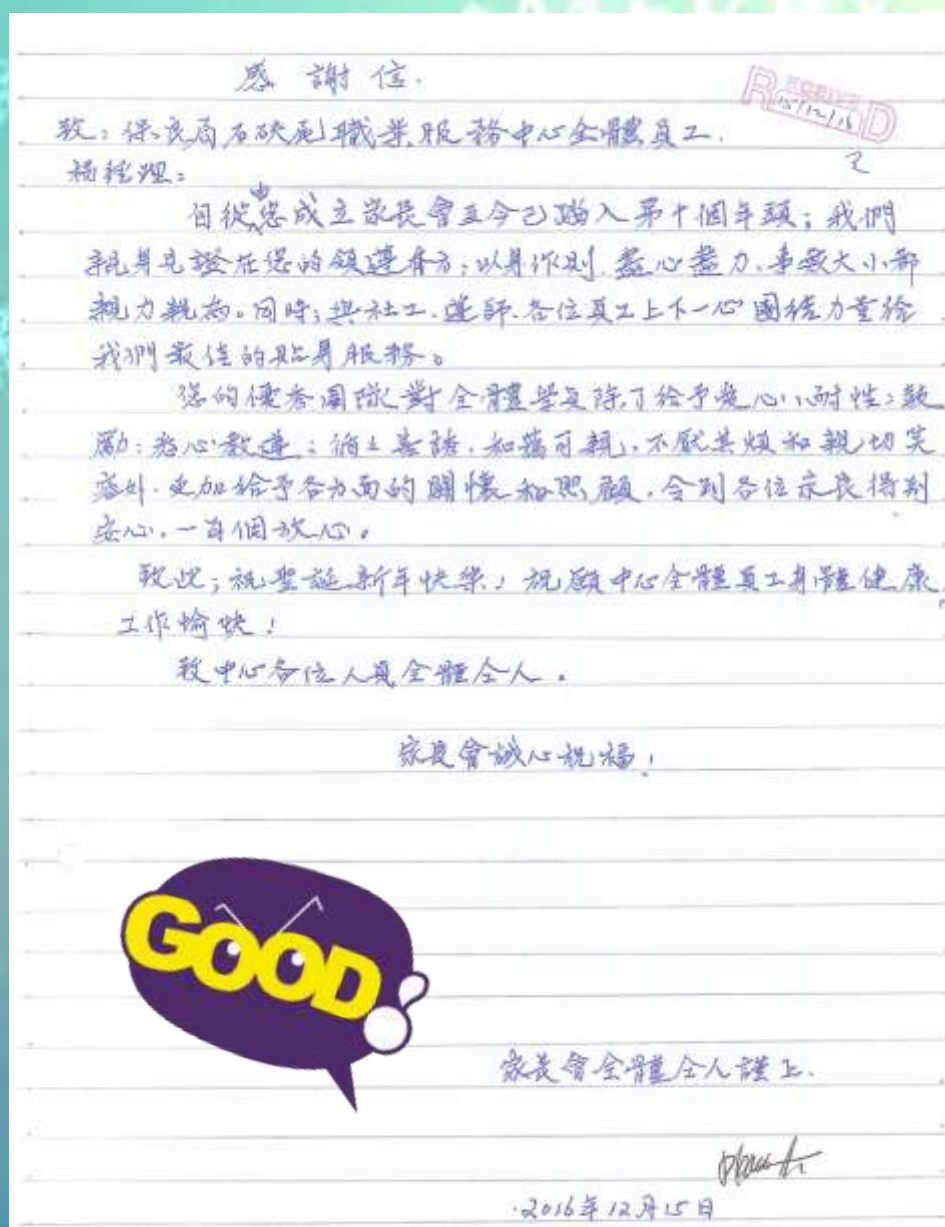 感謝信.
RECEIVED
15/12/16
致:保良局石硤尾職業服務中心全體員工.
楊經理:
自從您成立家長會至今已踏入第十個年頭;我們
親身見證在您的領導有方;以身作則.盡心盡力.事無大小都
親力親為。同時;與社工.導師.各位員工上下一心團結力量給
我們最佳的貼身服務。
您的優秀團隊對全體學員除了給予愛心、耐性;鼓
勵;悉心教導;循之善誘.和藹可親.不厭其煩和親切笑
容外.更加給予各方面的關懷和照顧.令到各位家長特別
安心.一百個放心.
致此;祝聖誕新年快樂!祝願中心全體員工身體健康,
工作愉快!
致中心各位人員全體仝人.
家長會誠心祝福!
GOOD!
家長會全體仝人謹上.
2016年12月15日